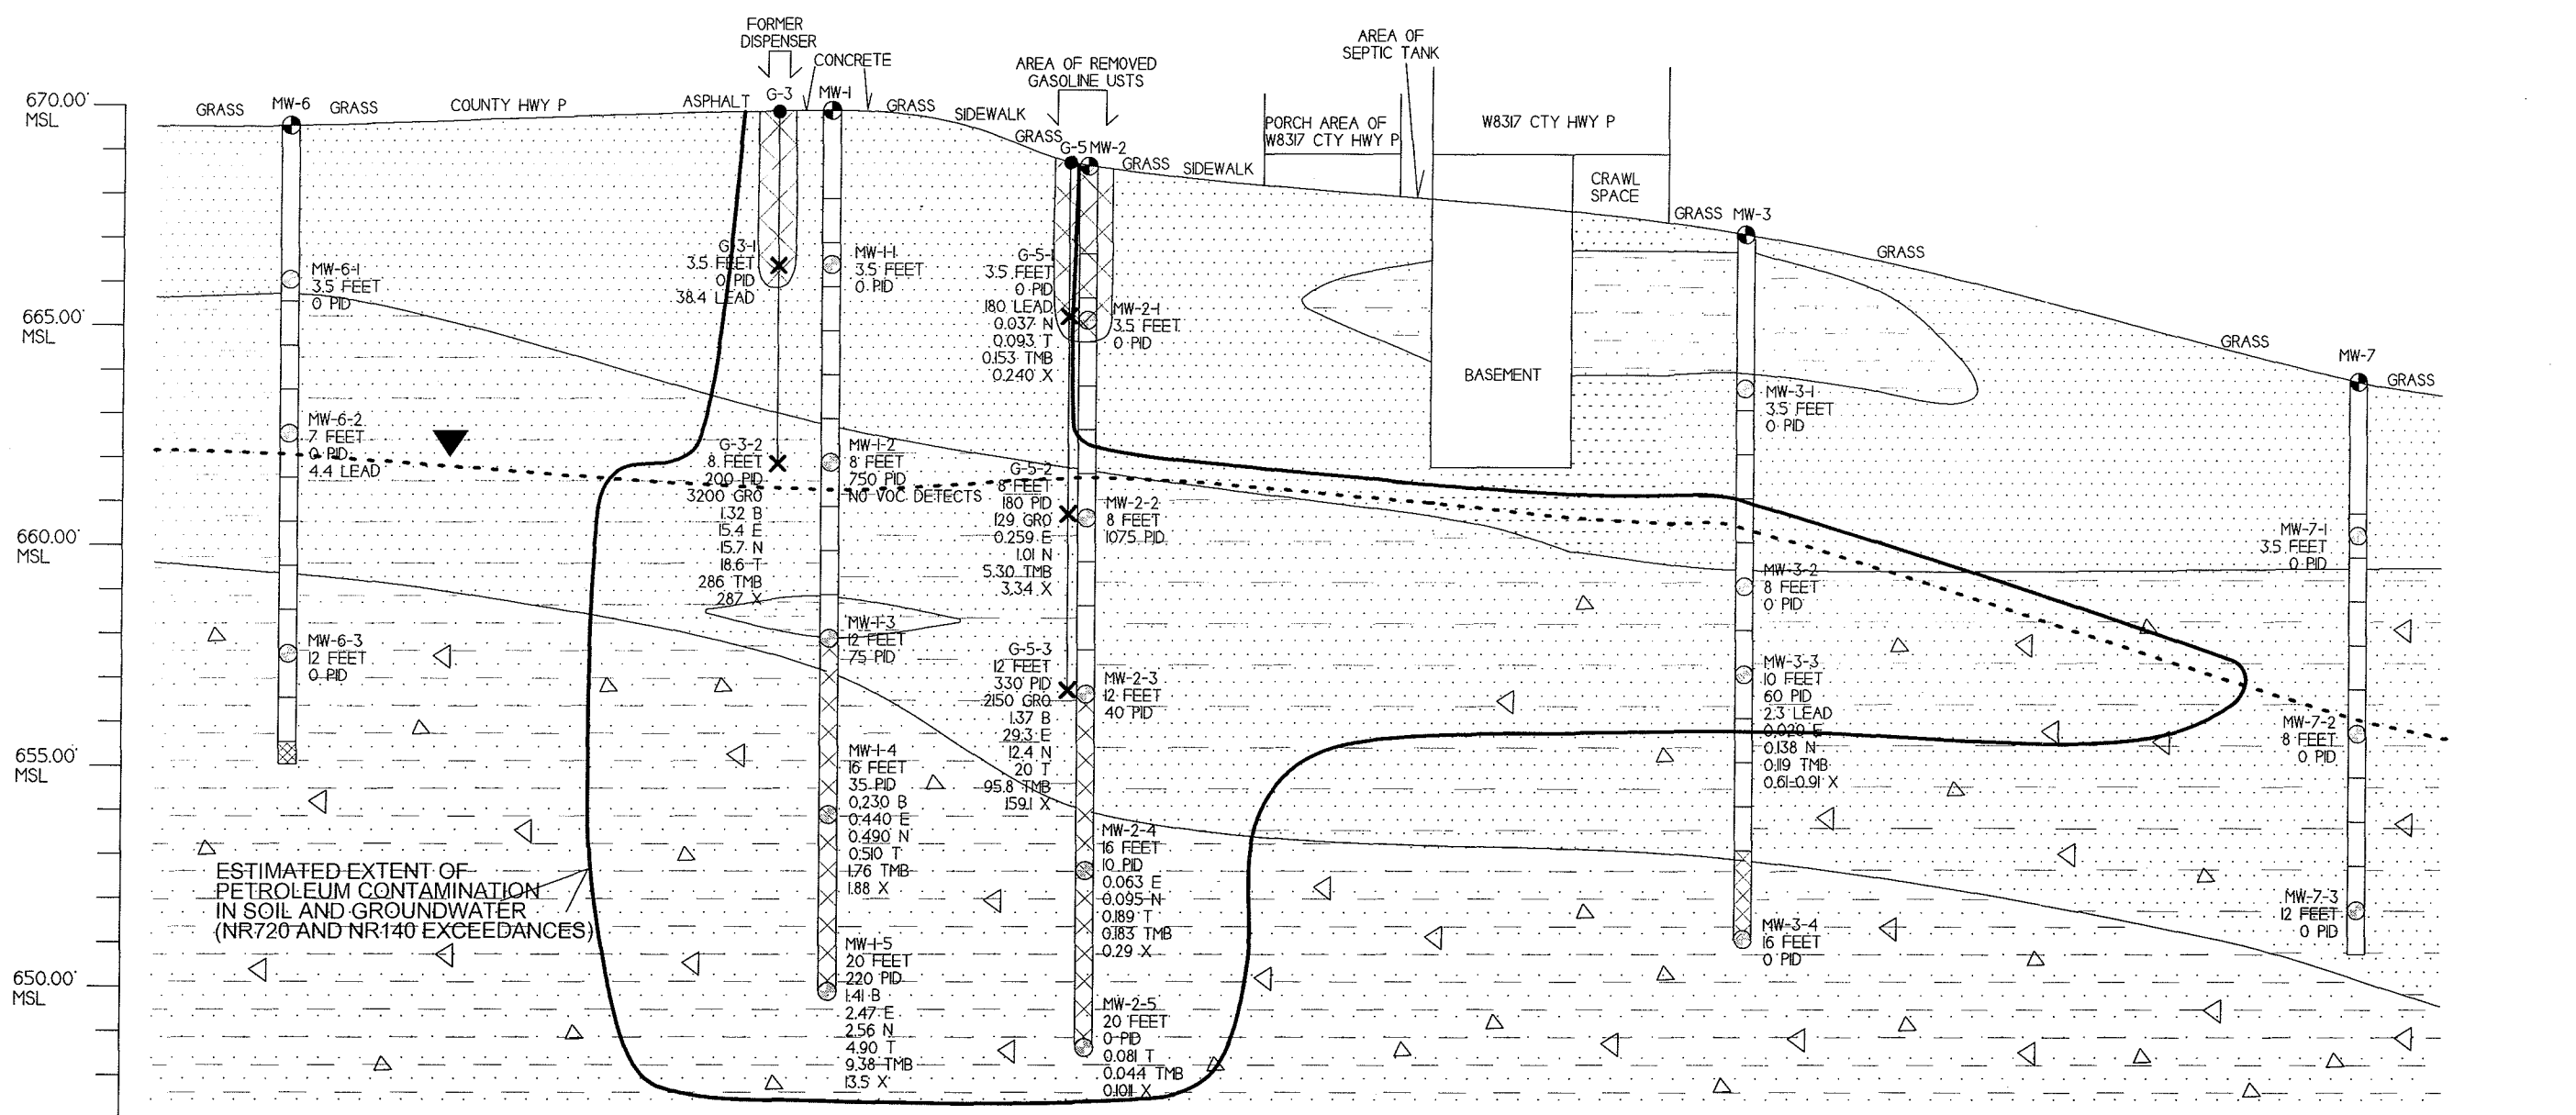 FORMER
DISPENSER
CONCRETE
AREA OF REMOVED
GASOLINE USTS
AREA OF
SEPTIC TANK
670.00'
MSL
GRASS
MW-6
GRASS
COUNTY HWY P
ASPHALT
G-3
MW-1
GRASS
SIDEWALK
GRASS
G-5
MW-2
GRASS
SIDEWALK
PORCH AREA OF
W8317 CTY HWY P
W8317 CTY HWY P
CRAWL
SPACE
GRASS
MW-3
GRASS
GRASS
MW-7
GRASS
BASEMENT
665.00'
MSL
660.00'
MSL
655.00'
MSL
650.00'
MSL
MW-6-1
3.5 FEET
0 PID
MW-6-2
7 FEET
0 PID
4.4 LEAD
MW-6-3
12 FEET
0 PID
G-3-1
3.5 FEET
0 PID
38.4 LEAD
G-3-2
8 FEET
200 PID
3200 GRO
1.32 B
15.4 E
15.7 N
18.6 T
286 TMB
287 X
MW-1-1
3.5 FEET
0 PID
MW-1-2
8 FEET
750 PID
NO VOC DETECTS
MW-1-3
12 FEET
75 PID
MW-1-4
16 FEET
35 PID
0.230 B
0.440 E
0.490 N
0.510 T
1.76 TMB
1.88 X
MW-1-5
20 FEET
220 PID
1.41 B
2.47 E
2.56 N
4.90 T
9.38 TMB
13.5 X
G-5-1
3.5 FEET
0 PID
180 LEAD
0.037 N
0.093 T
0.153 TMB
0.240 X
G-5-2
8 FEET
180 PID
129 GRO
0.259 E
1.01 N
5.30 TMB
3.34 X
G-5-3
12 FEET
330 PID
2150 GRO
1.37 B
29.3 E
12.4 N
20 T
95.8 TMB
159.1 X
MW-2-1
3.5 FEET
0 PID
MW-2-2
8 FEET
1075 PID
MW-2-3
12 FEET
40 PID
MW-2-4
16 FEET
10 PID
0.063 E
0.095 N
0.189 T
0.183 TMB
0.29 X
MW-2-5
20 FEET
0 PID
0.081 T
0.044 TMB
0.1011 X
MW-3-1
3.5 FEET
0 PID
MW-3-2
8 FEET
0 PID
MW-3-3
10 FEET
60 PID
2.3 LEAD
0.020 E
0.138 N
0.119 TMB
0.61-0.91 X
MW-3-4
16 FEET
0 PID
MW-7-1
3.5 FEET
0 PID
MW-7-2
8 FEET
0 PID
MW-7-3
12 FEET
0 PID
ESTIMATED EXTENT OF
PETROLEUM CONTAMINATION
IN SOIL AND GROUNDWATER
(NR720 AND NR140 EXCEEDANCES)